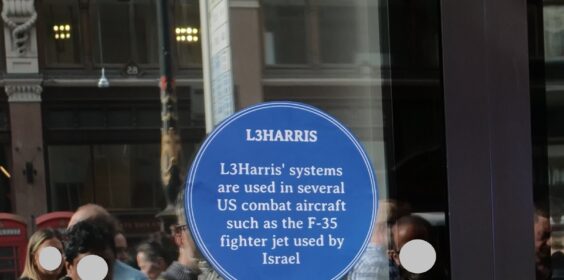 L3HARRIS
L3Harris' systems
are used in several
US combat aircraft
such as the F-35
fighter jet used by
Israel